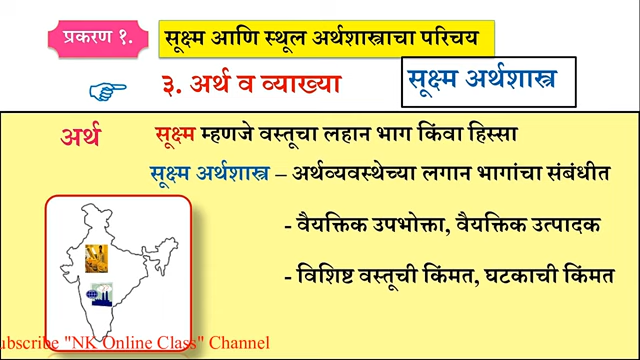 प्रकरण १.
सूक्ष्म आणि स्थूल अर्थशास्त्राचा परिचय
३. अर्थ व व्याख्या
सूक्ष्म अर्थशास्त्र
अर्थ
सूक्ष्म म्हणजे वस्तूचा लहान भाग किंवा हिस्सा
सूक्ष्म अर्थशास्त्र – अर्थव्यवस्थेच्या लगान भागांचा संबंधीत
- वैयक्तिक उपभोक्ता, वैयक्तिक उत्पादक
- विशिष्ट वस्तूची किंमत, घटकाची किंमत
ubscribe "NK Online Class" Channel